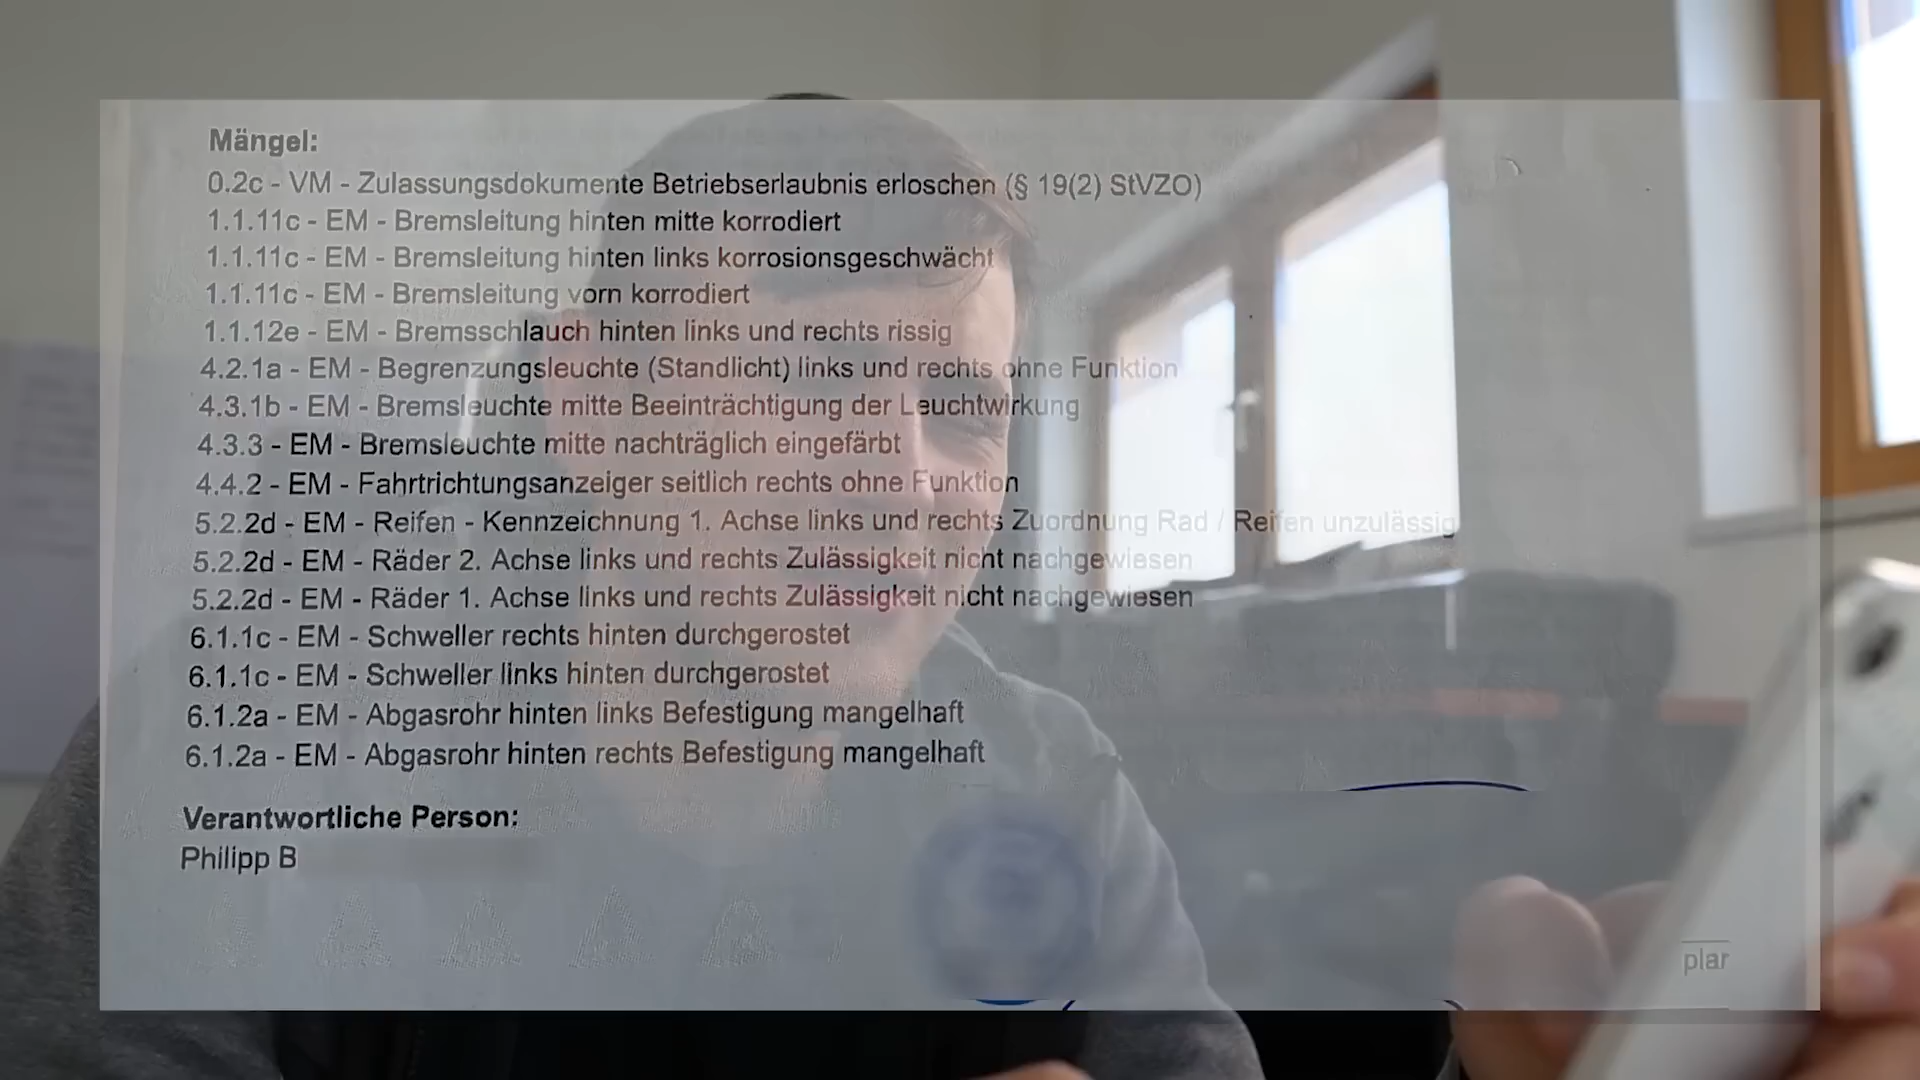 Mängel:
0.2c - VM - Zulassungsdokumente Betriebserlaubnis erloschen (§ 19(2) StVZO)
1.1.11c - EM - Bremsleitung hinten mitte korrodiert
1.1.11c - EM - Bremsleitung hinten links korrosionsgeschwächt
1.1.11c - EM - Bremsleitung vorn korrodiert
1.1.12e - EM - Bremsschlauch hinten links und rechts rissig
4.2.1a - EM - Begrenzungsleuchte (Standlicht) links und rechts ohne Funktion
4.3.1b - EM - Bremsleuchte mitte Beeinträchtigung der Leuchtwirkung
4.3.3 - EM - Bremsleuchte mitte nachträglich eingefärbt
4.4.2 - EM - Fahrtrichtungsanzeiger seitlich rechts ohne Funktion
5.2.2d - EM - Reifen - Kennzeichnung 1. Achse links und rechts Zuordnung Rad / Reifen unzulässig
5.2.2d - EM - Räder 2. Achse links und rechts Zulässigkeit nicht nachgewiesen
5.2.2d - EM - Räder 1. Achse links und rechts Zulässigkeit nicht nachgewiesen
6.1.1c - EM - Schweller rechts hinten durchgerostet
6.1.1c - EM - Schweller links hinten durchgerostet
6.1.2a - EM - Abgasrohr hinten links Befestigung mangelhaft
6.1.2a - EM - Abgasrohr hinten rechts Befestigung mangelhaft
Verantwortliche Person:
Philipp B
plar